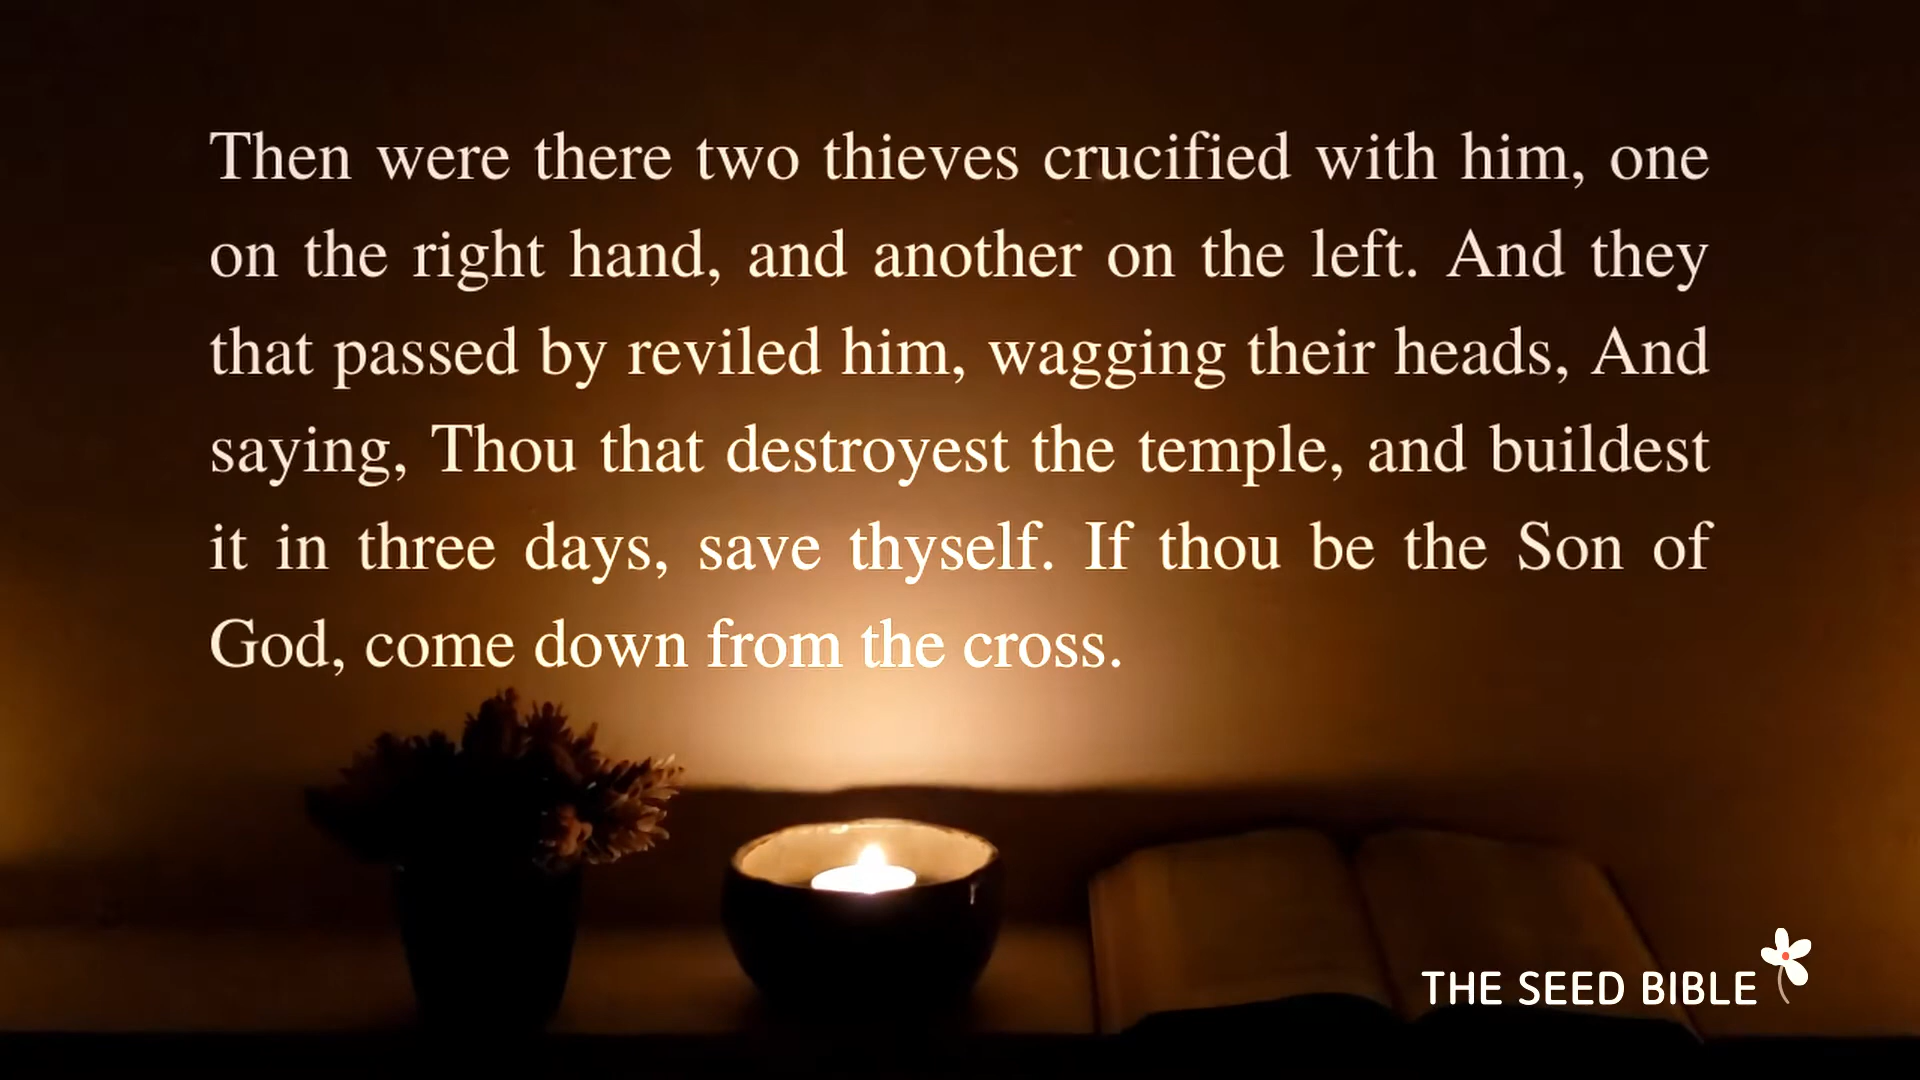 Then were there two thieves crucified with him, one
on the right hand, and another on the left. And they
that passed by reviled him, wagging their heads, And
saying, Thou that destroyest the temple, and buildest
it in three days, save thyself. If thou be the Son of
God, come down from the cross.
THE SEED BIBLE